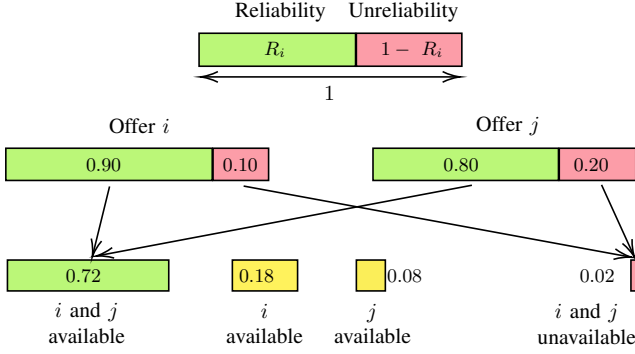 Reliability Unreliability
R_i 1 − R_i
1
Offer i Offer j
0.90 0.10 0.80 0.20
0.72 0.18 0.08 0.02
i and j i j i and j
available available available unavailable